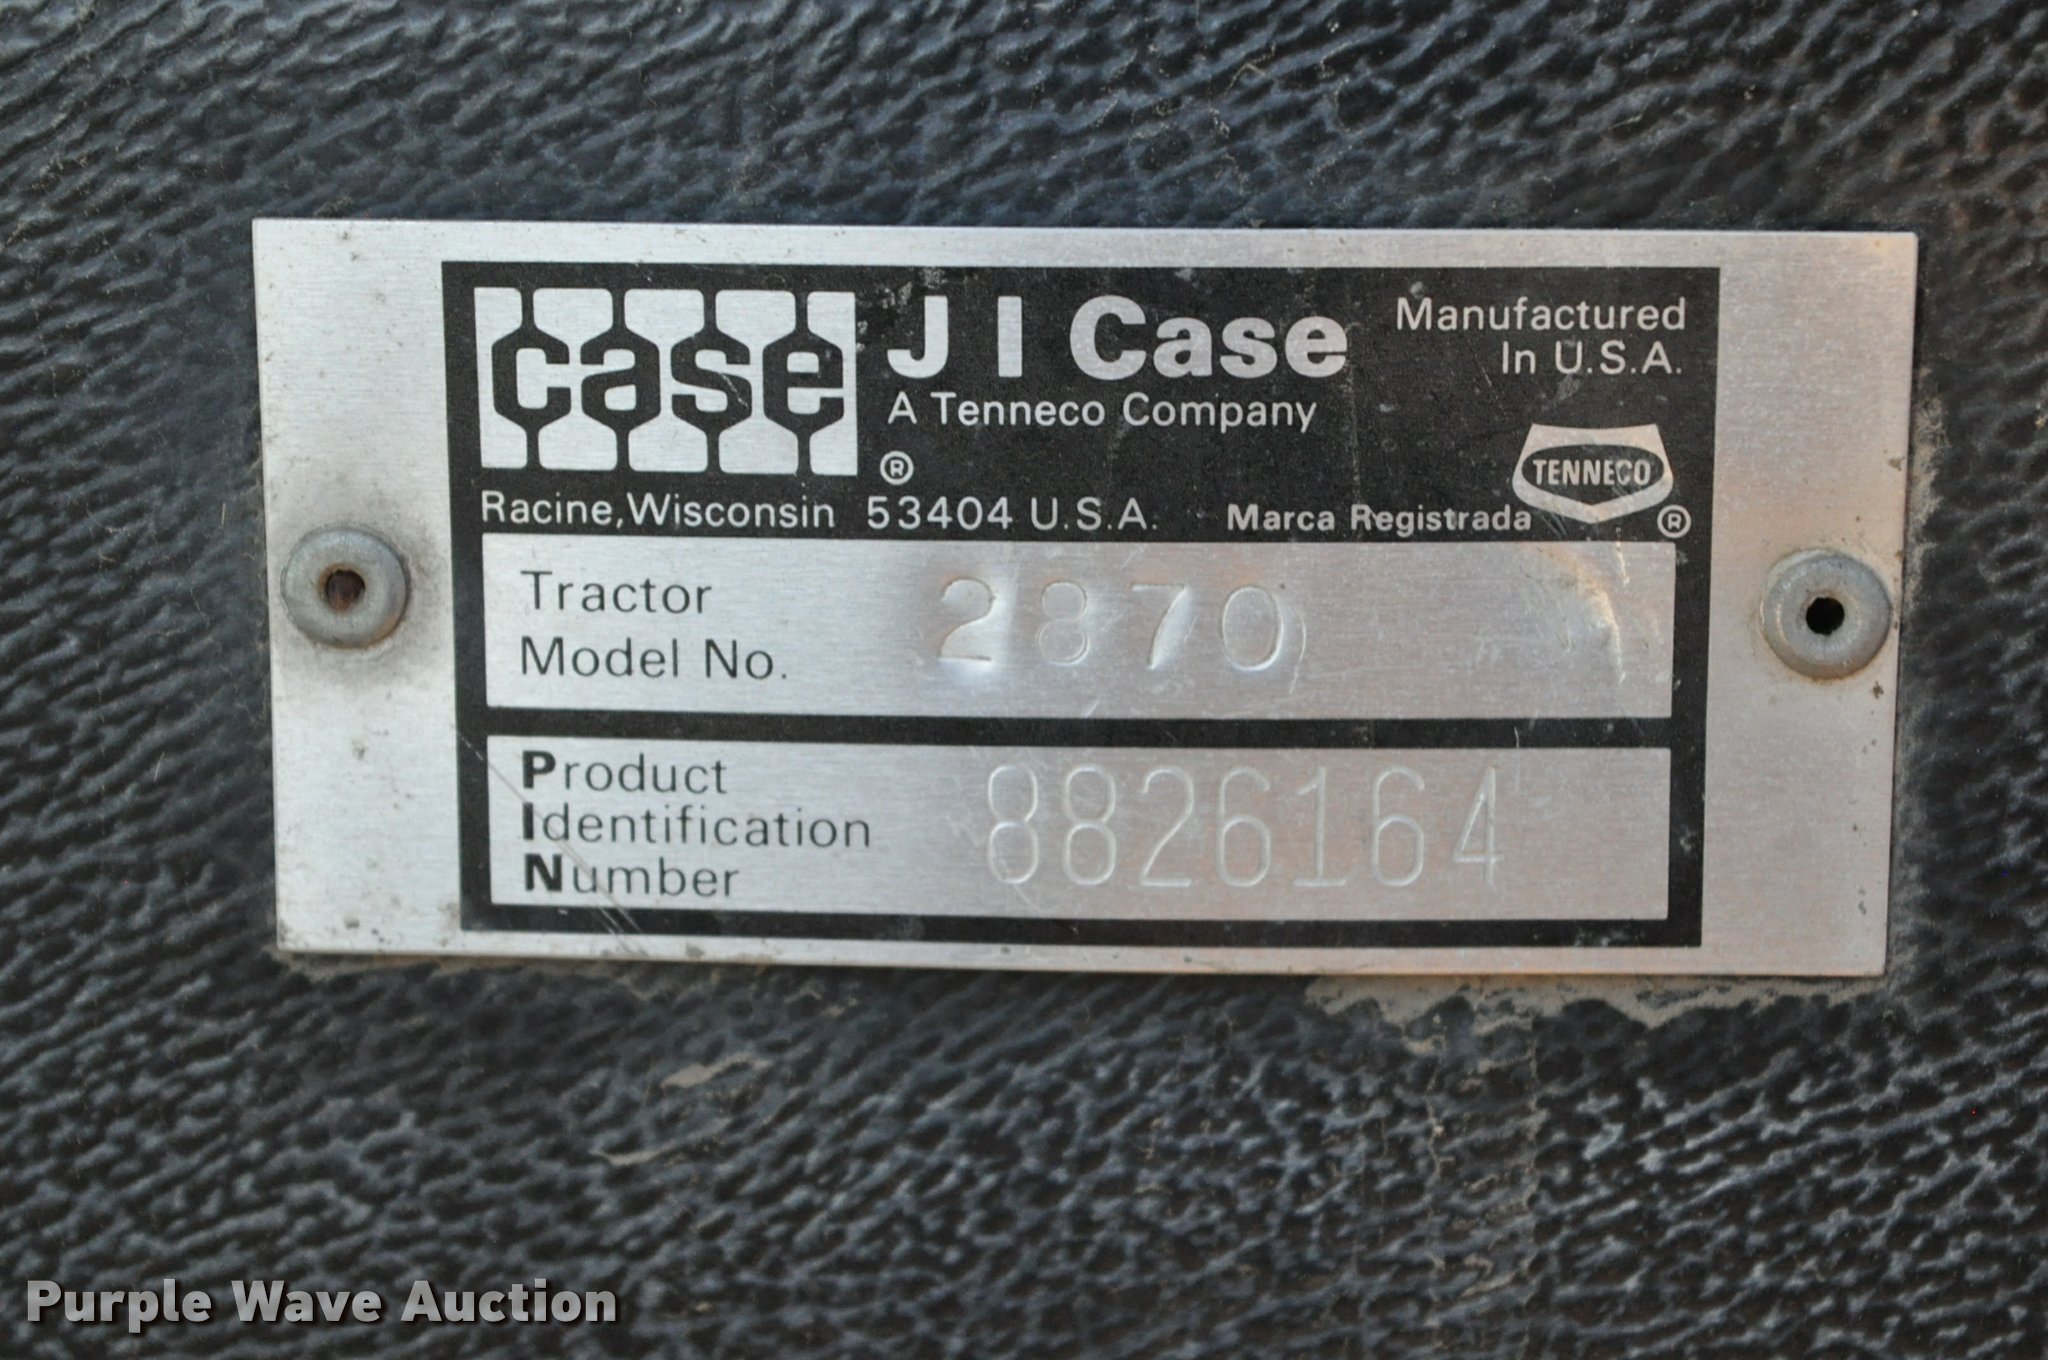 case
J I Case
A Tenneco Company
®
Manufactured
In U.S.A.
TENNECO
®
Racine, Wisconsin 53404 U.S.A.
Marca Registrada
Tractor
Model No.
2870
Product
Identification
Number
8826164
Purple Wave Auction